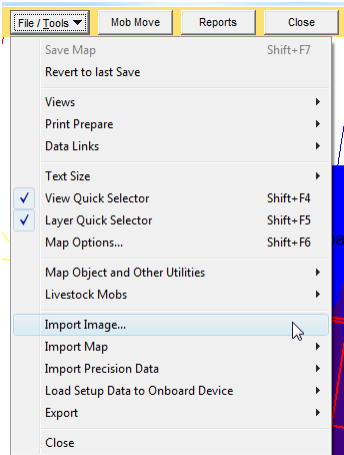 File / Tools Mob Move Reports Close
Save Map Shift+F7
Revert to last Save
Views
Print Prepare
Data Links
Text Size
View Quick Selector Shift+F4
Layer Quick Selector Shift+F5
Map Options... Shift+F6
Map Object and Other Utilities
Livestock Mobs
Import Image...
Import Map
Import Precision Data
Load Setup Data to Onboard Device
Export
Close